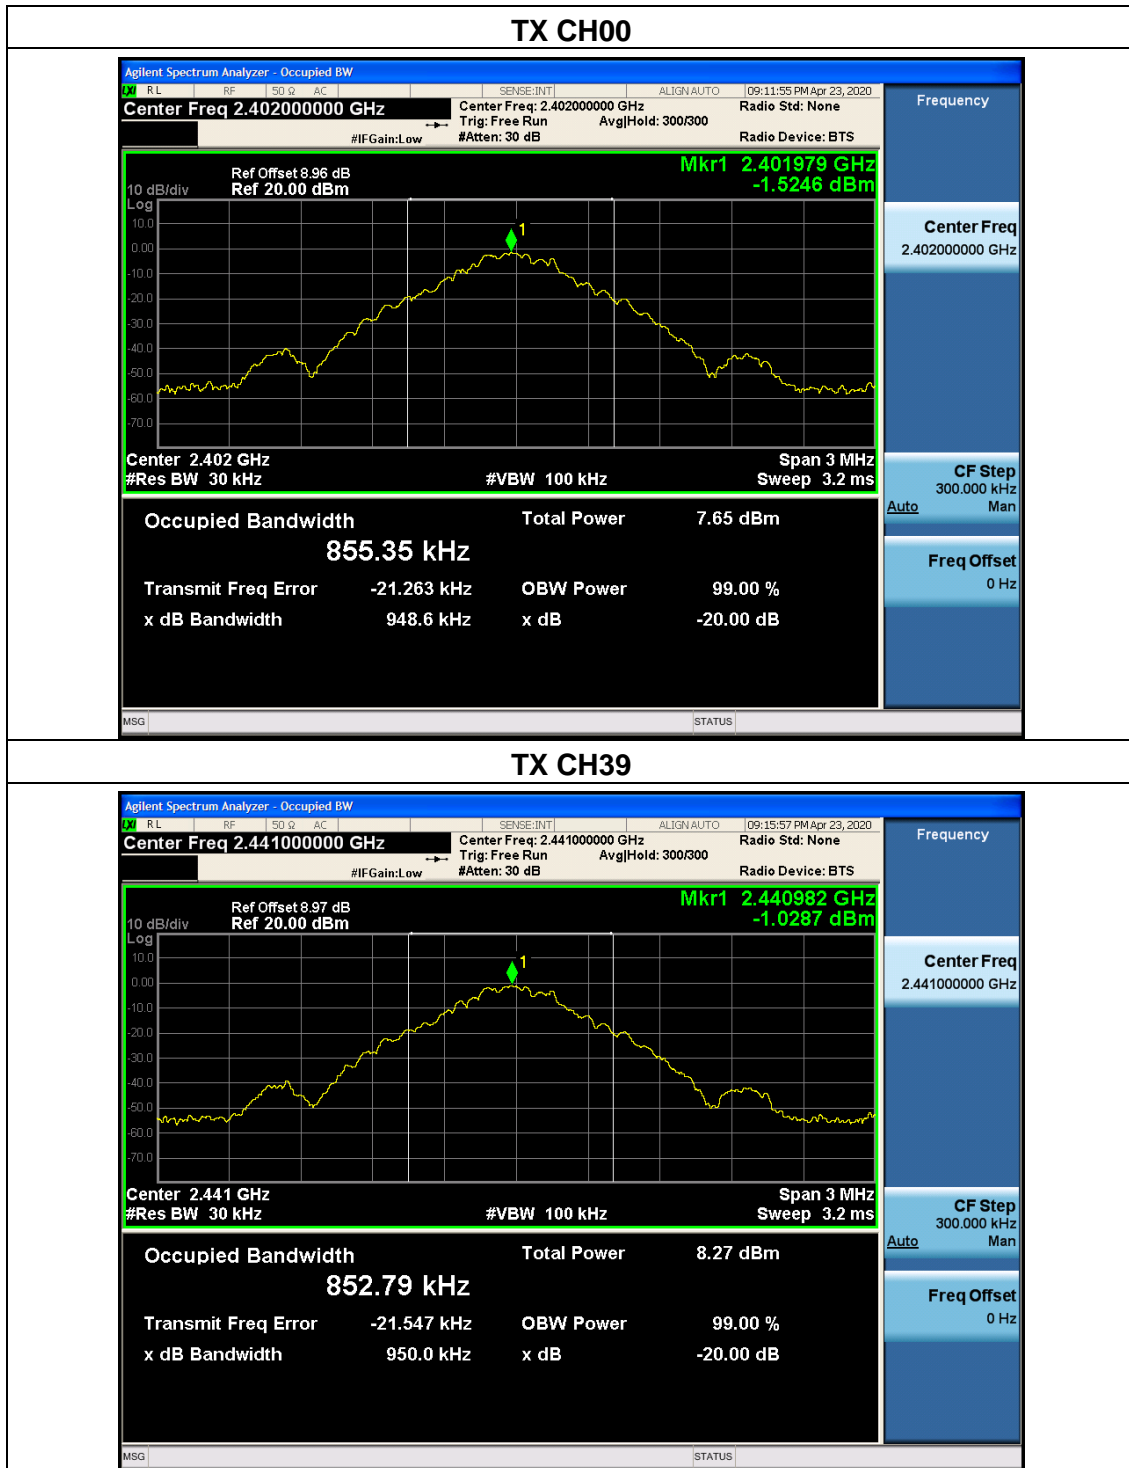 TX CH00
Agilent Spectrum Analyzer - Occupied BW
LXI RL RF 50 Ω AC SENSE:INT ALIGN AUTO 09:11:55 PM Apr 23, 2020
Center Freq 2.402000000 GHz Center Freq: 2.402000000 GHz Radio Std: None
Trig: Free Run Avg|Hold: 300/300
#IFGain:Low #Atten: 30 dB Radio Device: BTS
Frequency
Mkr1 2.401979 GHz
-1.5246 dBm
Ref Offset 8.96 dB
10 dB/div Ref 20.00 dBm
Log
10.0
0.00
-10.0
-20.0
-30.0
-40.0
-50.0
-60.0
-70.0
1
Center 2.402 GHz Span 3 MHz
#Res BW 30 kHz #VBW 100 kHz Sweep 3.2 ms
Center Freq
2.402000000 GHz
CF Step
300.000 kHz
Auto Man
Freq Offset
0 Hz
Occupied Bandwidth Total Power 7.65 dBm
855.35 kHz
Transmit Freq Error -21.263 kHz OBW Power 99.00 %
x dB Bandwidth 948.6 kHz x dB -20.00 dB
MSG STATUS
TX CH39
Agilent Spectrum Analyzer - Occupied BW
LXI RL RF 50 Ω AC SENSE:INT ALIGN AUTO 09:15:57 PM Apr 23, 2020
Center Freq 2.441000000 GHz Center Freq: 2.441000000 GHz Radio Std: None
Trig: Free Run Avg|Hold: 300/300
#IFGain:Low #Atten: 30 dB Radio Device: BTS
Frequency
Mkr1 2.440982 GHz
-1.0287 dBm
Ref Offset 8.97 dB
10 dB/div Ref 20.00 dBm
Log
10.0
0.00
-10.0
-20.0
-30.0
-40.0
-50.0
-60.0
-70.0
1
Center 2.441 GHz Span 3 MHz
#Res BW 30 kHz #VBW 100 kHz Sweep 3.2 ms
Center Freq
2.441000000 GHz
CF Step
300.000 kHz
Auto Man
Freq Offset
0 Hz
Occupied Bandwidth Total Power 8.27 dBm
852.79 kHz
Transmit Freq Error -21.547 kHz OBW Power 99.00 %
x dB Bandwidth 950.0 kHz x dB -20.00 dB
MSG STATUS